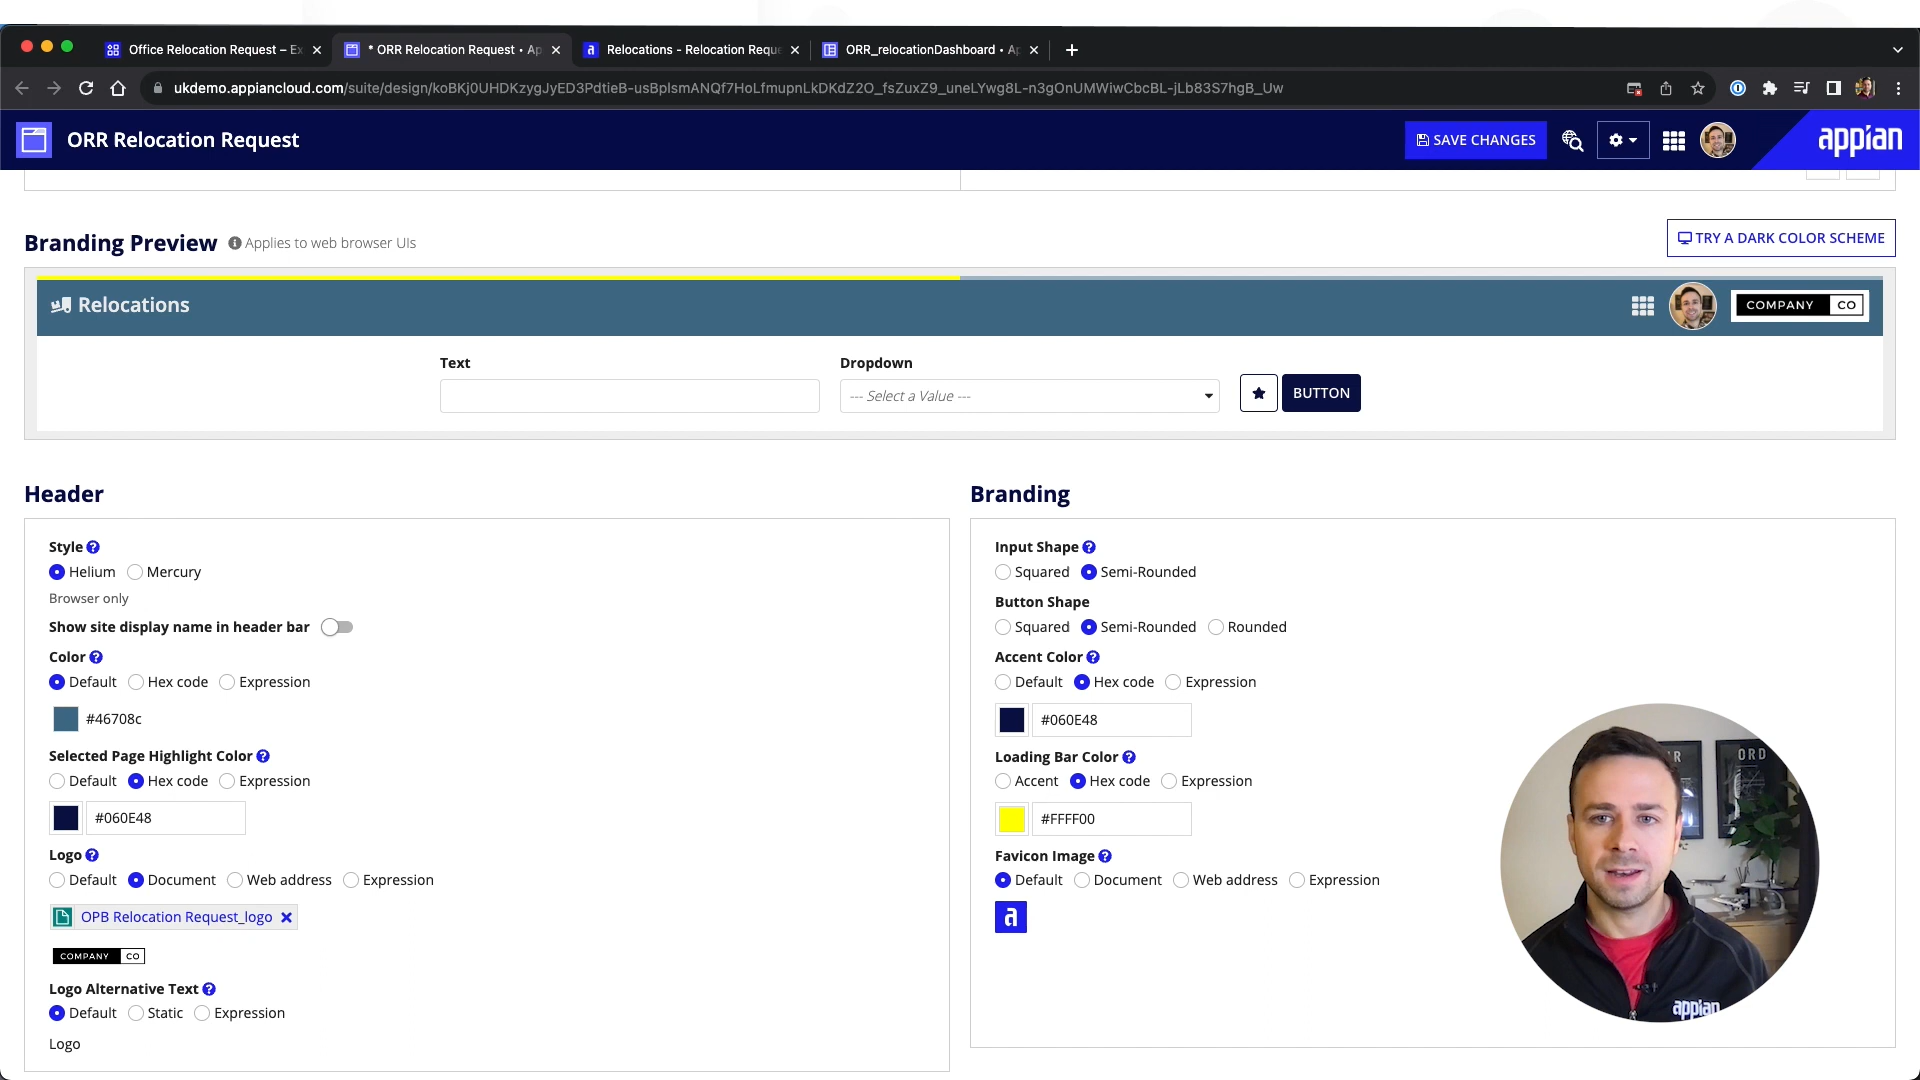 Office Relocation Request – Ex
* ORR Relocation Request • Ap
Relocations - Relocation Reque
ORR_relocationDashboard • Ap
ukdemo.appiancloud.com/suite/design/koBKj0UHDKzygJyED3PdtieB-usBplsmANQf7HoLfmupnLkDKdZ2O_fsZuxZ9_uneLYwg8L-n3gOnUMWiwCbcBL-jLb83S7hgB_Uw
ORR Relocation Request
SAVE CHANGES
appian
Branding Preview
Applies to web browser UIs
TRY A DARK COLOR SCHEME
Relocations
COMPANY CO
Text
Dropdown
--- Select a Value ---
BUTTON
Header
Style
Helium Mercury
Browser only
Show site display name in header bar
Color
Default Hex code Expression
#46708c
Selected Page Highlight Color
Default Hex code Expression
#060E48
Logo
Default Document Web address Expression
OPB Relocation Request_logo
COMPANY CO
Logo Alternative Text
Default Static Expression
Logo
Branding
Input Shape
Squared Semi-Rounded
Button Shape
Squared Semi-Rounded Rounded
Accent Color
Default Hex code Expression
#060E48
Loading Bar Color
Accent Hex code Expression
#FFFF00
Favicon Image
Default Document Web address Expression
a
ORD
appian